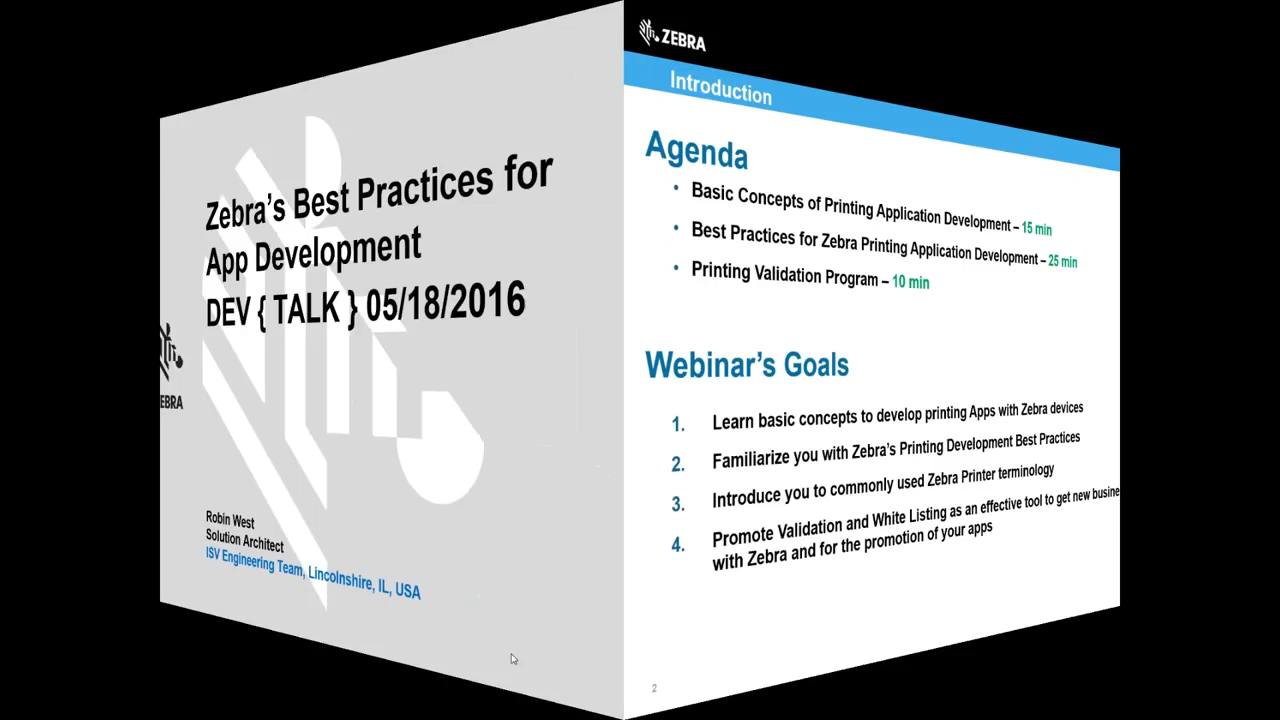 Zebra's Best Practices for
App Development
DEV { TALK } 05/18/2016
EBRA
Robin West
Solution Architect
ISV Engineering Team, Lincolnshire, IL, USA
ZEBRA
Introduction
Agenda
• Basic Concepts of Printing Application Development – 15 min
• Best Practices for Zebra Printing Application Development – 25 min
• Printing Validation Program – 10 min
Webinar's Goals
1. Learn basic concepts to develop printing Apps with Zebra devices
2. Familiarize you with Zebra's Printing Development Best Practices
3. Introduce you to commonly used Zebra Printer terminology
4. Promote Validation and White Listing as an effective tool to get new busine
with Zebra and for the promotion of your apps
2